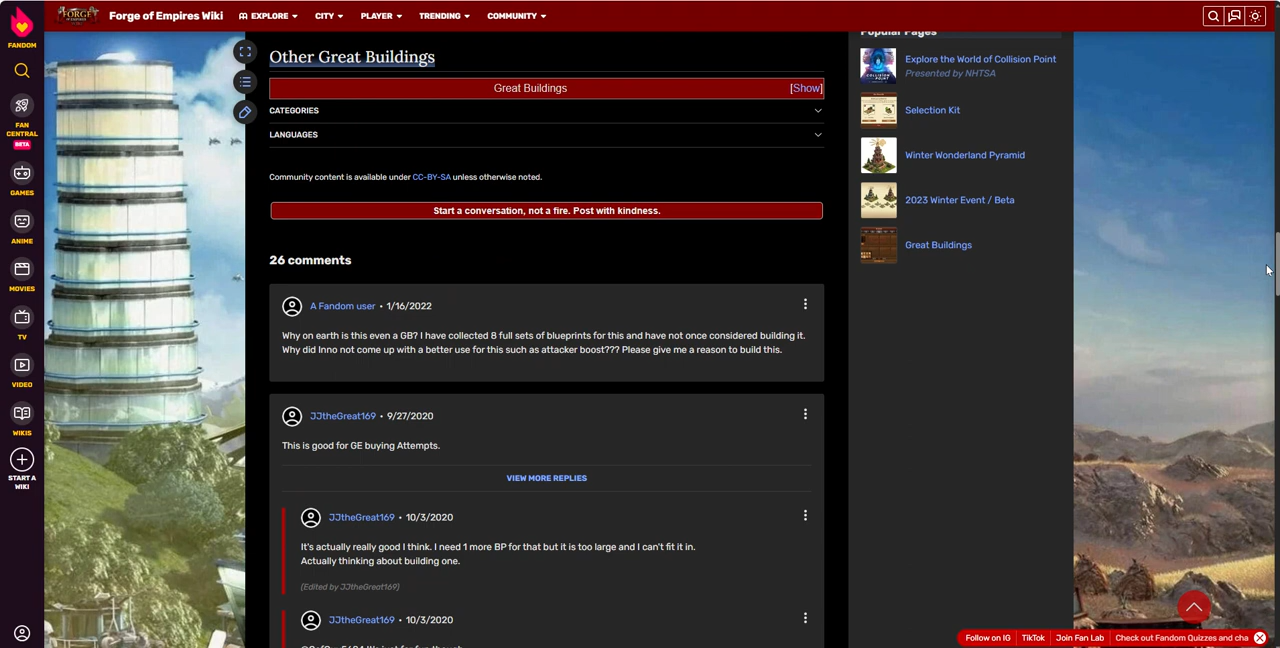 FORGE
Forge of Empires Wiki
EXPLORE
CITY
PLAYER
TRENDING
COMMUNITY
FANDOM
FAN
CENTRAL
BETA
GAMES
ANIME
MOVIES
TV
VIDEO
WIKIS
START A
WIKI
Other Great Buildings
Great Buildings [Show]
CATEGORIES
LANGUAGES
Community content is available under CC-BY-SA unless otherwise noted.
Start a conversation, not a fire. Post with kindness.
26 comments
A Fandom user • 1/16/2022
Why on earth is this even a GB? I have collected 8 full sets of blueprints for this and have not once considered building it.
Why did Inno not come up with a better use for this such as attacker boost??? Please give me a reason to build this.
JJtheGreat169 • 9/27/2020
This is good for GE buying Attempts.
VIEW MORE REPLIES
JJtheGreat169 • 10/3/2020
It's actually really good I think. I need 1 more BP for that but it is too large and I can't fit it in.
Actually thinking about building one.
(Edited by JJtheGreat169)
JJtheGreat169 • 10/3/2020
Popular Pages
Explore the World of Collision Point
Presented by NHTSA
Selection Kit
Winter Wonderland Pyramid
2023 Winter Event / Beta
Great Buildings
Follow on IG
TikTok
Join Fan Lab
Check out Fandom Quizzes and cha